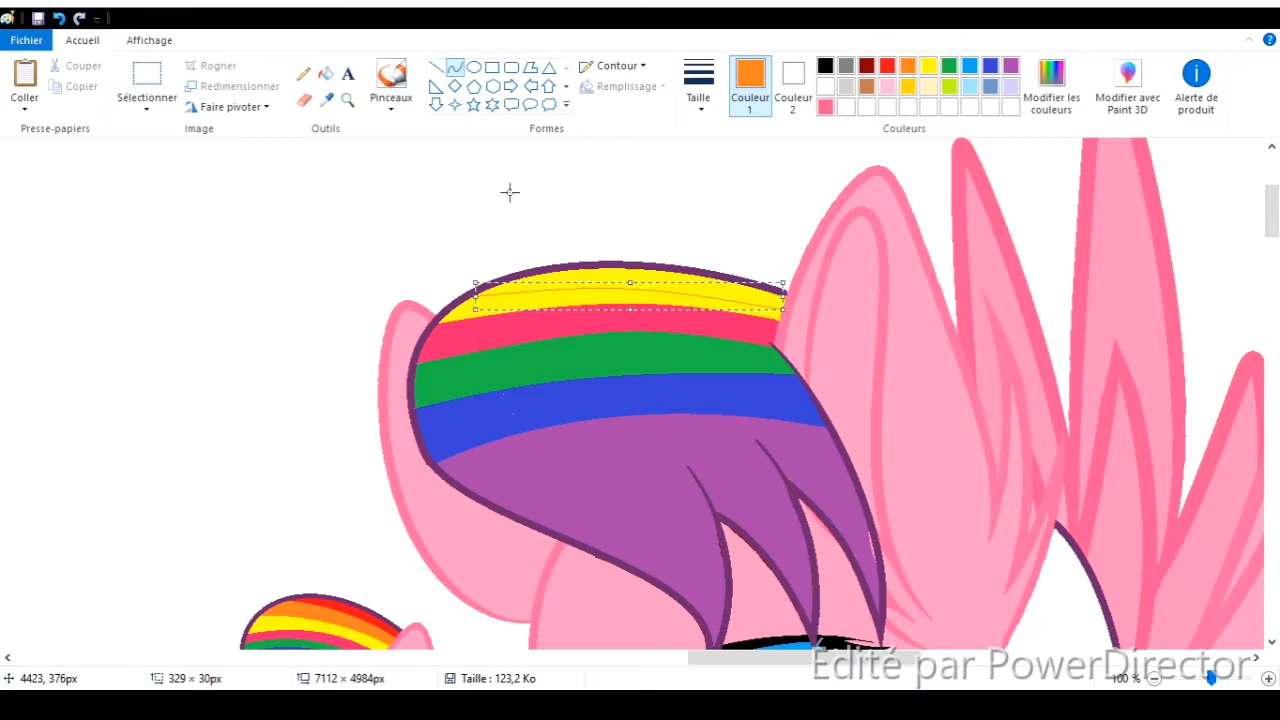 Fichier Accueil Affichage
Coller
Couper
Copier
Presse-papiers
Sélectionner
Rogner
Redimensionner
Faire pivoter
Image
A
Outils
Pinceaux
Contour
Remplissage
Formes
Taille
Couleur 1
Couleur 2
Modifier les couleurs
Modifier avec Paint 3D
Alerte de produit
Couleurs
Édité par PowerDirector
4423, 376px 329 × 30px 7112 × 4984px Taille : 123,2 Ko 100 %